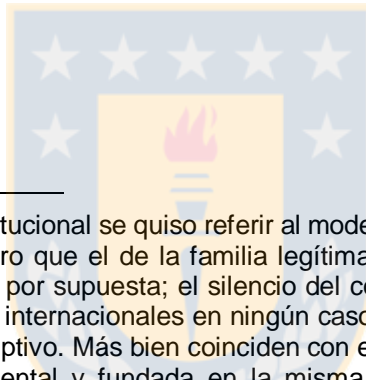 tucional se quiso referir al mode
ro que el de la familia legítima
por supuesta; el silencio del c
internacionales en ningún caso
ptivo. Más bien coinciden con e
ental y fundada en la misma